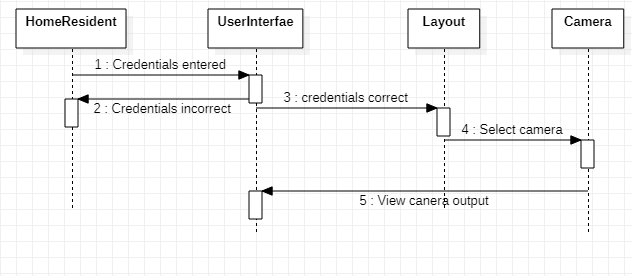 HomeResident
UserInterfae
Layout
Camera
1 : Credentials entered
2 : Credentials incorrect
3 : credentials correct
4 : Select camera
5 : View canera output